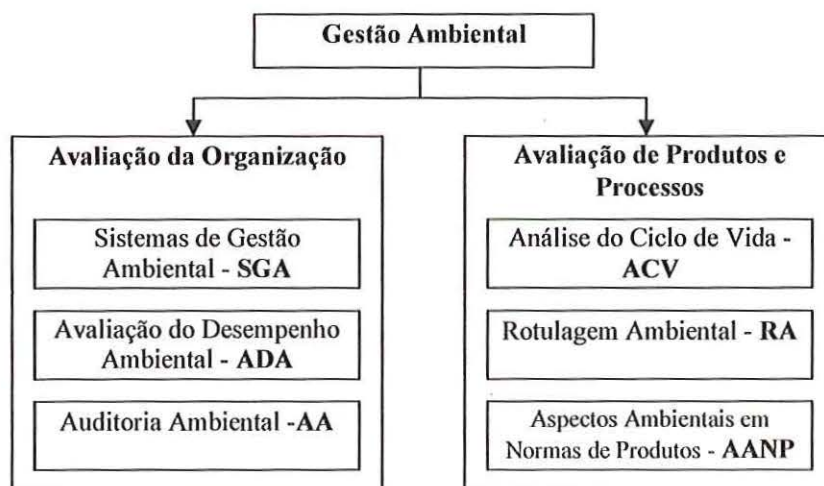 Gestão Ambiental
Avaliação da Organização
Sistemas de Gestão
Ambiental - SGA
Avaliação do Desempenho
Ambiental - ADA
Auditoria Ambiental -AA
Avaliação de Produtos e
Processos
Análise do Ciclo de Vida -
ACV
Rotulagem Ambiental - RA
Aspectos Ambientais em
Normas de Produtos - AANP